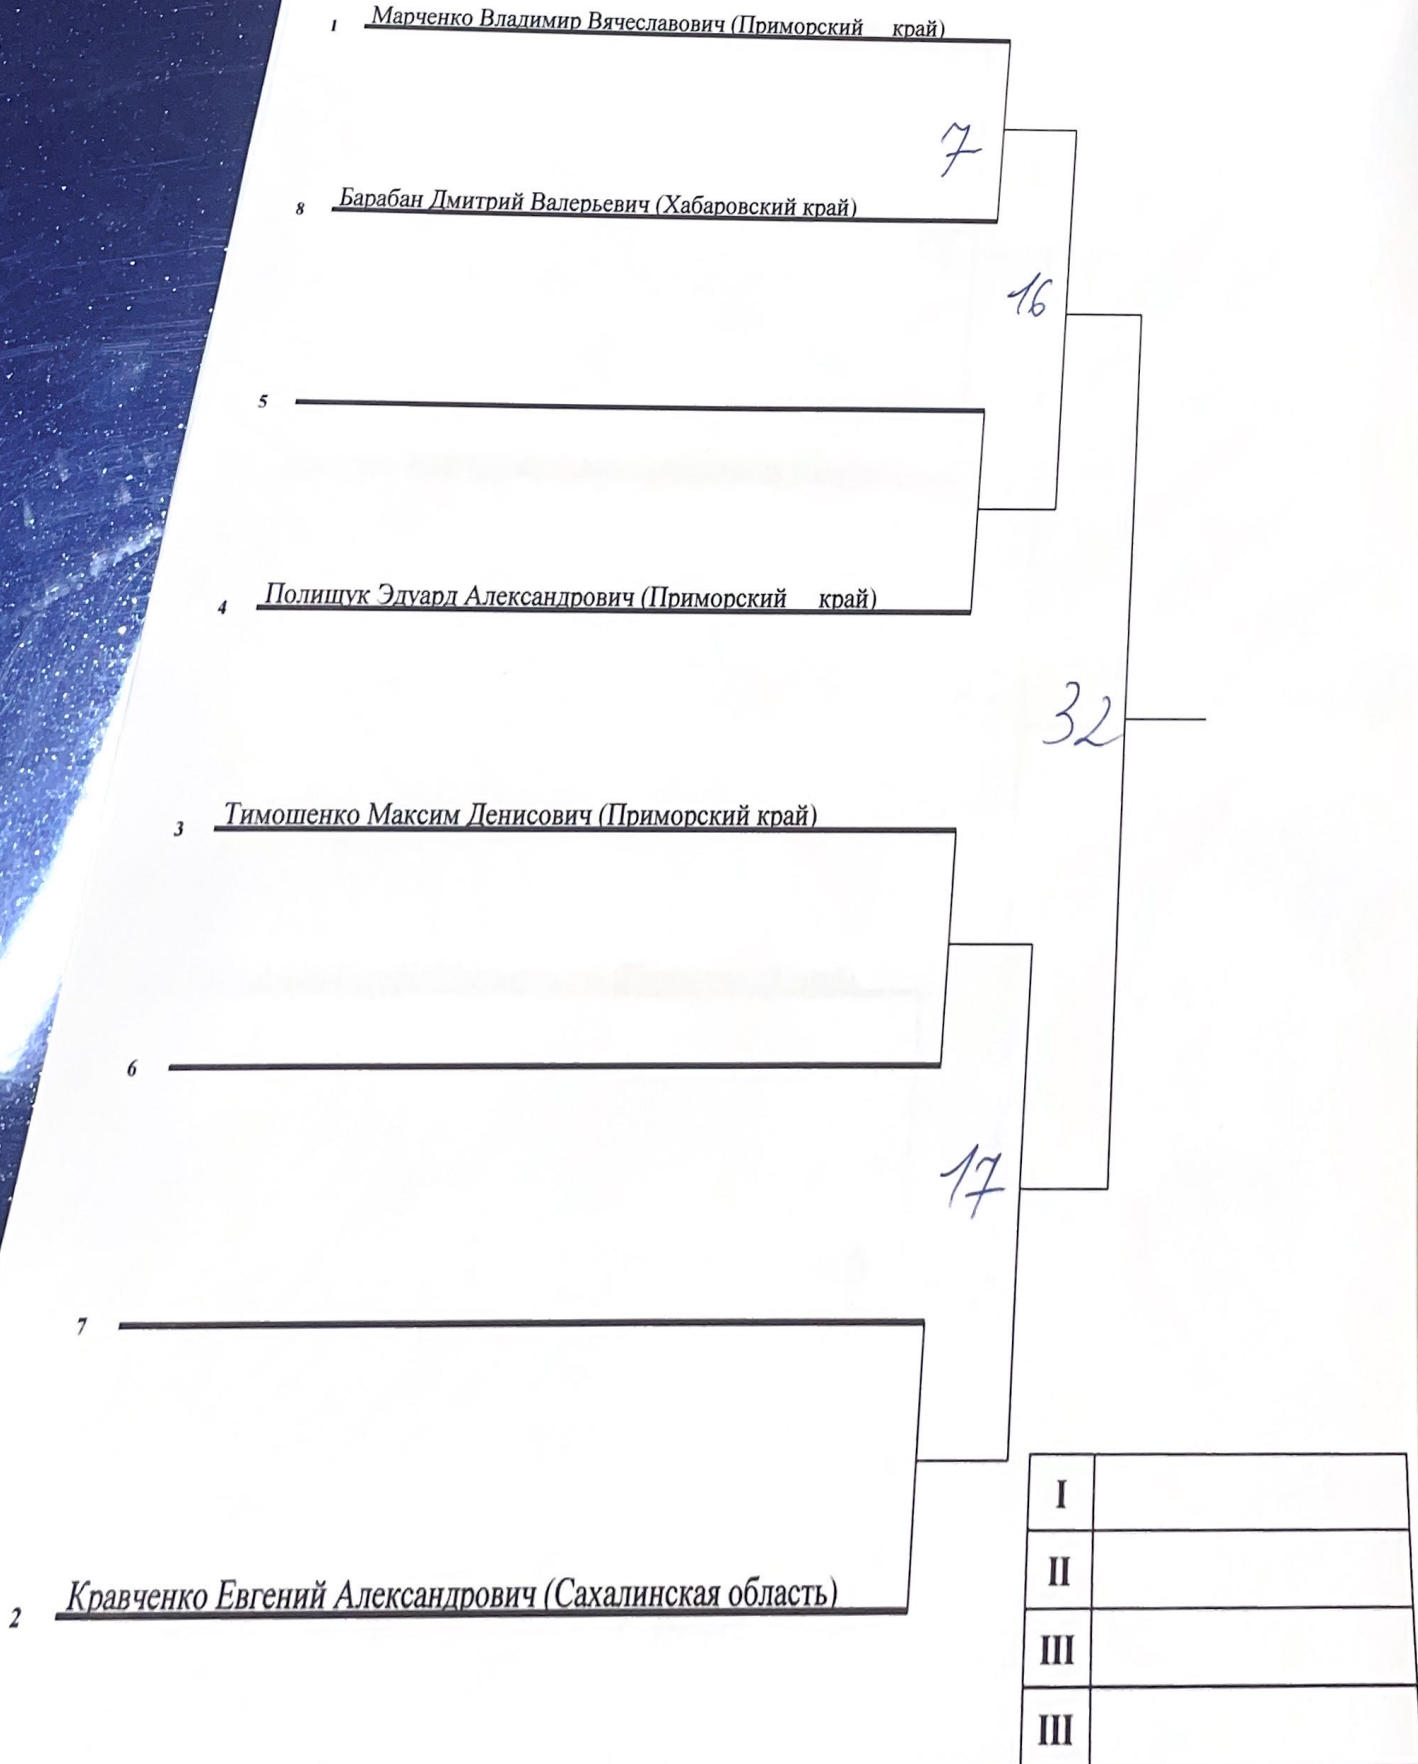 1 Марченко Владимир Вячеславович (Приморский край)
7
8 Барабан Дмитрий Валерьевич (Хабаровский край)
16
5
4 Полищук Эдуард Александрович (Приморский край)
32
3 Тимошенко Максим Денисович (Приморский край)
6
17
7
2 Кравченко Евгений Александрович (Сахалинская область)
I
II
III
III